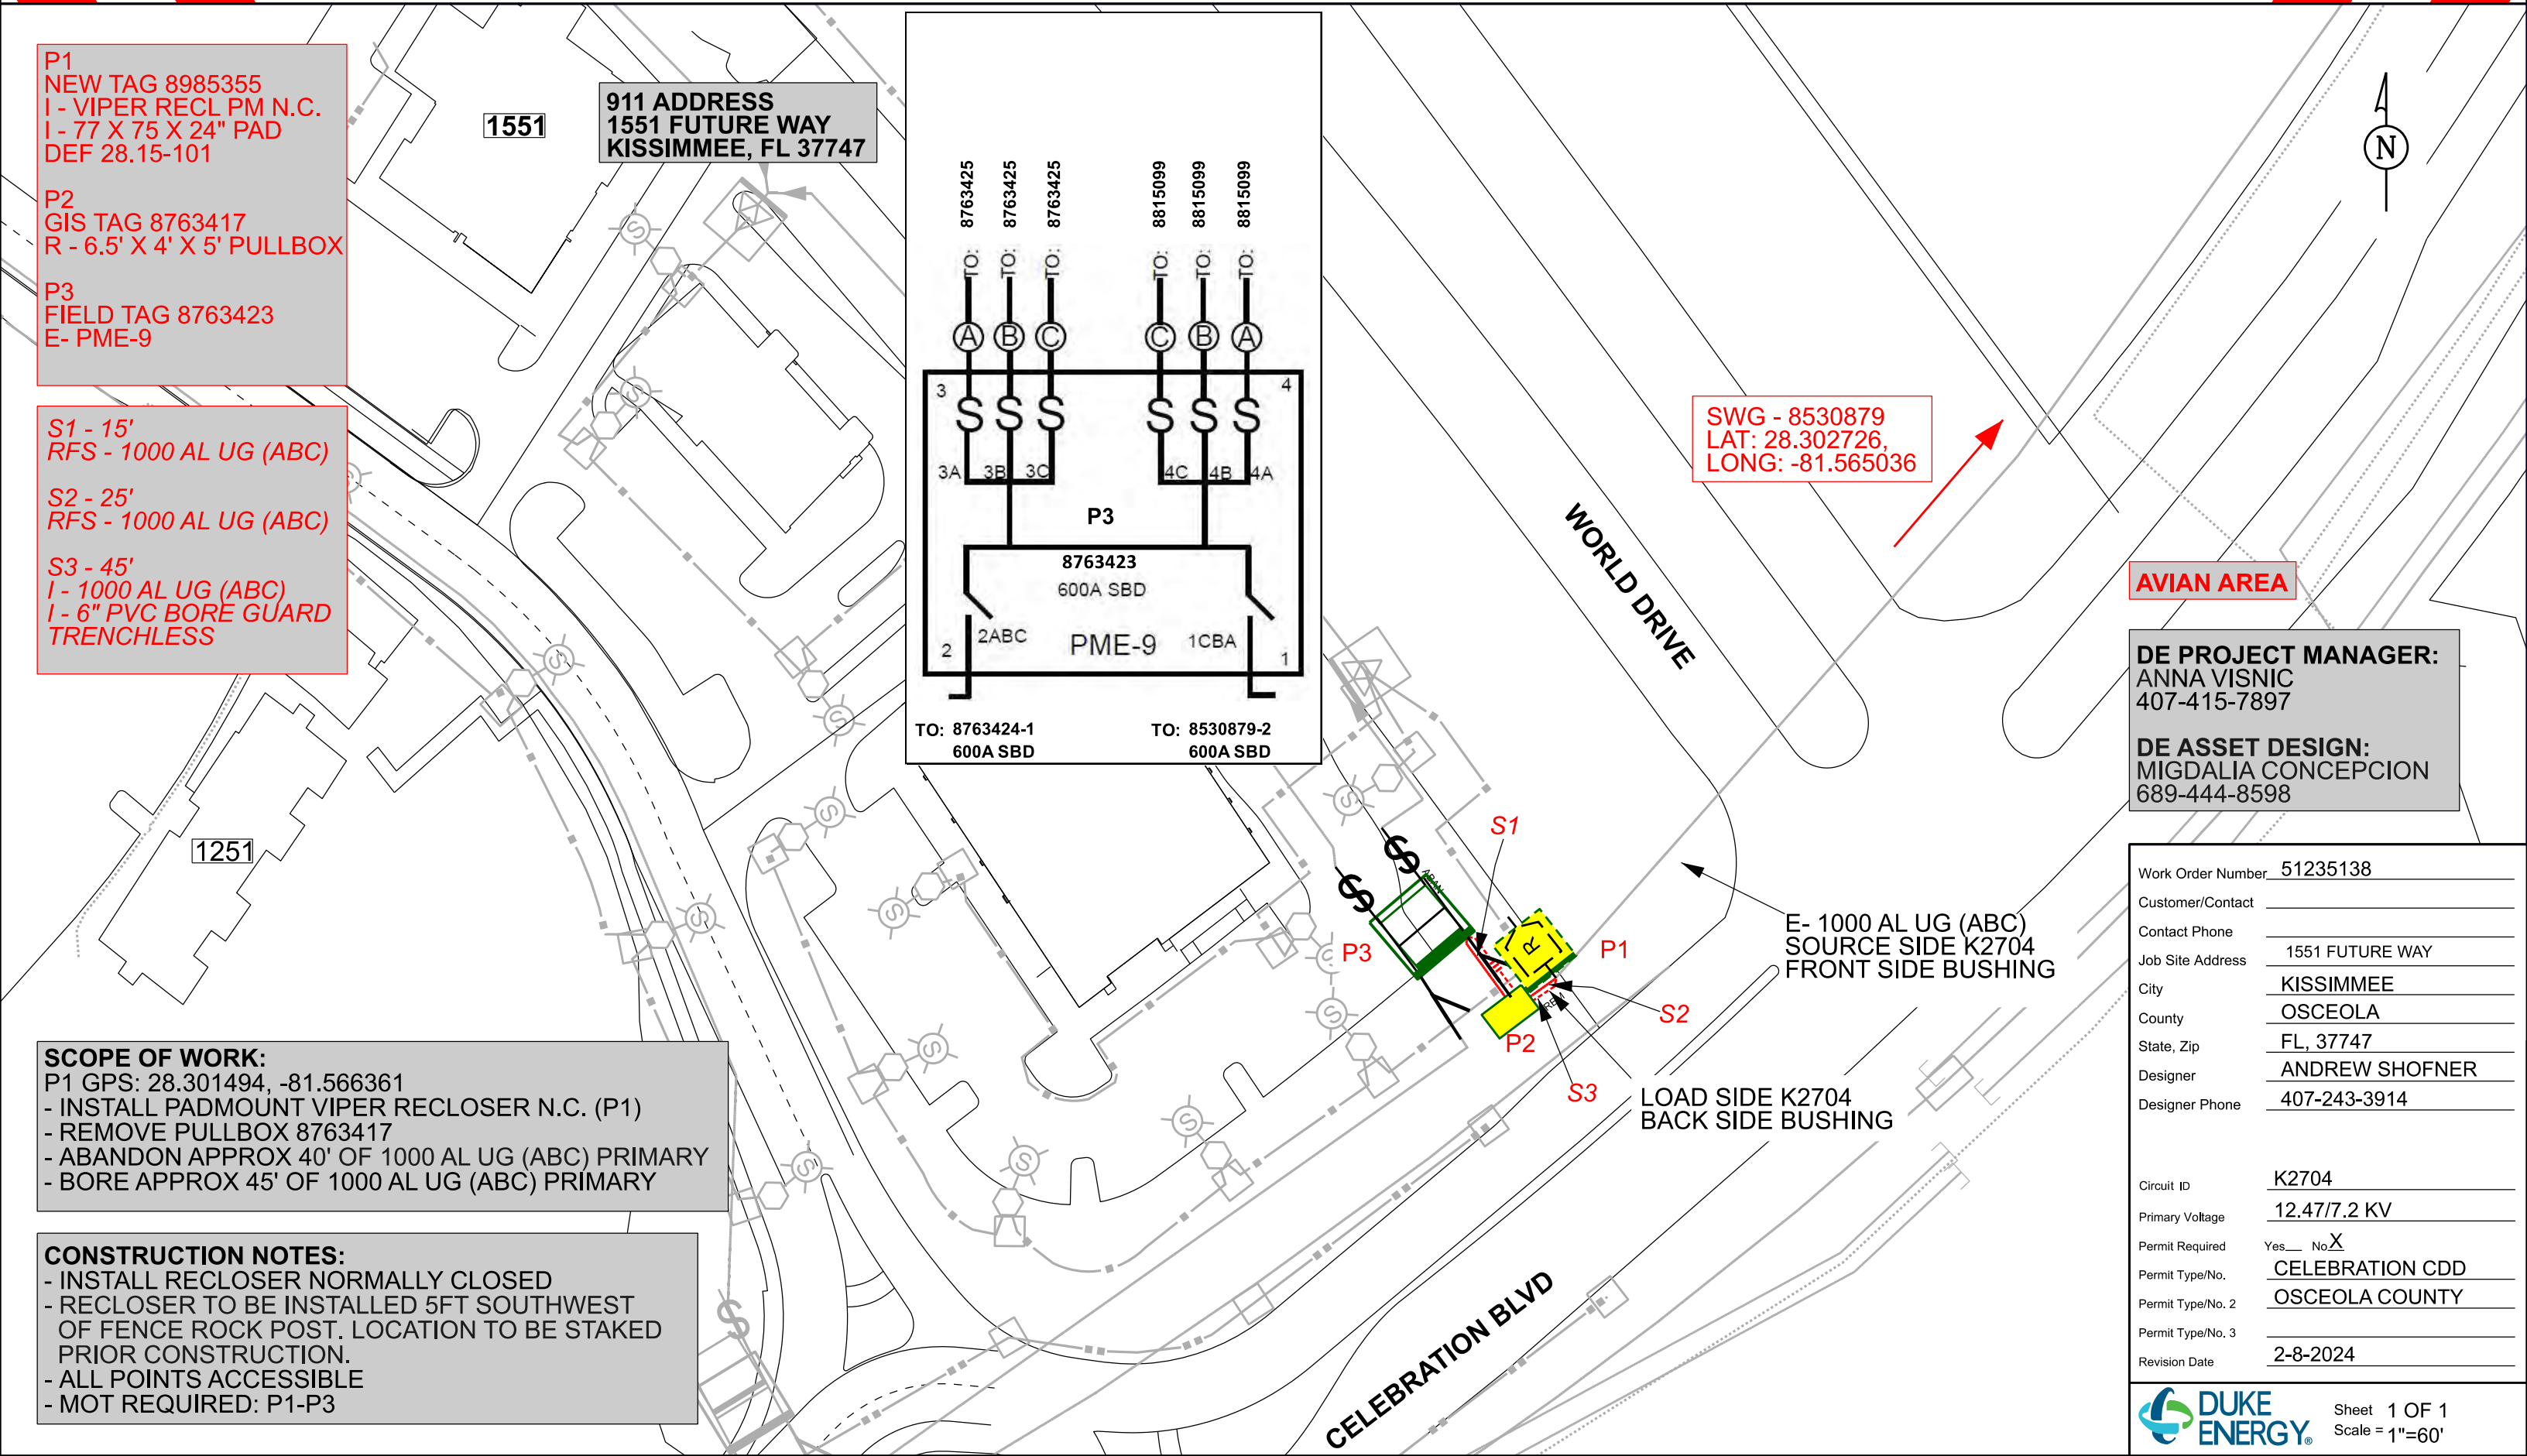 P1
NEW TAG 8985355
I - VIPER RECL PM N.C.
I - 77 X 75 X 24" PAD
DEF 28.15-101
P2
GIS TAG 8763417
R - 6.5' X 4' X 5' PULLBOX
P3
FIELD TAG 8763423
E- PME-9
S1 - 15'
RFS - 1000 AL UG (ABC)
S2 - 25'
RFS - 1000 AL UG (ABC)
S3 - 45'
I - 1000 AL UG (ABC)
I - 6" PVC BORE GUARD
TRENCHLESS
1551
911 ADDRESS
1551 FUTURE WAY
KISSIMMEE, FL 37747
1251
TO: 8763425
TO: 8763425
TO: 8763425
TO: 8815099
TO: 8815099
TO: 8815099
A B C C B A
3 4
S S S S S S
3A 3B 3C 4C 4B 4A
P3
8763423
600A SBD
2ABC PME-9 1CBA
2 1
TO: 8763424-1
600A SBD
TO: 8530879-2
600A SBD
N
SWG - 8530879
LAT: 28.302726,
LONG: -81.565036
WORLD DRIVE
AVIAN AREA
DE PROJECT MANAGER:
ANNA VISNIC
407-415-7897
DE ASSET DESIGN:
MIGDALIA CONCEPCION
689-444-8598
S1
ABAN
R
P3
P1
REM
S2
P2
S3
E- 1000 AL UG (ABC)
SOURCE SIDE K2704
FRONT SIDE BUSHING
LOAD SIDE K2704
BACK SIDE BUSHING
CELEBRATION BLVD
SCOPE OF WORK:
P1 GPS: 28.301494, -81.566361
- INSTALL PADMOUNT VIPER RECLOSER N.C. (P1)
- REMOVE PULLBOX 8763417
- ABANDON APPROX 40' OF 1000 AL UG (ABC) PRIMARY
- BORE APPROX 45' OF 1000 AL UG (ABC) PRIMARY
CONSTRUCTION NOTES:
- INSTALL RECLOSER NORMALLY CLOSED
- RECLOSER TO BE INSTALLED 5FT SOUTHWEST
OF FENCE ROCK POST. LOCATION TO BE STAKED
PRIOR CONSTRUCTION.
- ALL POINTS ACCESSIBLE
- MOT REQUIRED: P1-P3
Work Order Number 51235138
Customer/Contact
Contact Phone
Job Site Address 1551 FUTURE WAY
City KISSIMMEE
County OSCEOLA
State, Zip FL, 37747
Designer ANDREW SHOFNER
Designer Phone 407-243-3914
Circuit ID K2704
Primary Voltage 12.47/7.2 KV
Permit Required Yes__ No X
Permit Type/No. CELEBRATION CDD
Permit Type/No. 2 OSCEOLA COUNTY
Permit Type/No. 3
Revision Date 2-8-2024
DUKE
ENERGY®
Sheet 1 OF 1
Scale = 1"=60'